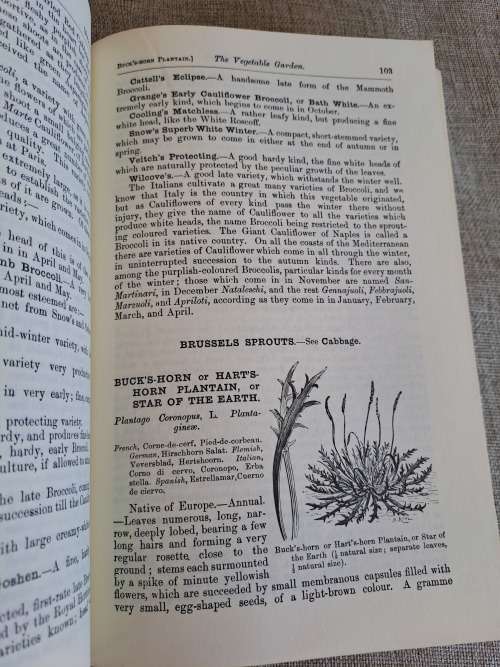 BUCK'S-HORN PLANTAIN.] The Vegetable Garden. 103
Cattell's Eclipse.—A handsome late form of the Mammoth
Broccoli.
Grange's Early Cauliflower Broccoli, or Bath White.—An ex-
tremely early kind, which begins to come in in October.
Cooling's Matchless.—A rather leafy kind, but producing a fine
white head, like the White Roscoff.
Snow's Superb White Winter.—A compact, short-stemmed variety,
which may be grown to come in either at the end of autumn or in
spring.
Veitch's Protecting.—A good hardy kind, the fine white heads of
which are naturally protected by the peculiar growth of the leaves.
Wilcove's.—A good late variety, which withstands the winter well.
The Italians cultivate a great many varieties of Broccoli, and we
know that Italy is the country in which this vegetable originated,
but as Cauliflowers of every kind pass the winter there without
injury, they give the name of Cauliflower to all the varieties which
produce white heads, the name Broccoli being restricted to the sprout-
ing coloured varieties. The Giant Cauliflower of Naples is called a
Broccoli in its native country. On all the coasts of the Mediterranean
there are varieties of Cauliflower which come in all through the winter,
in uninterrupted succession to the autumn kinds. There are also,
among the purplish-coloured Broccolis, particular kinds for every month
of the winter; those which come in in November are named San-
Martinari, in December Nataleschi, and the rest Gennajuoli, Febbrajuoli,
Marzuoli, and Apriloti, according as they come in in January, February,
March, and April.
BRUSSELS SPROUTS.—See Cabbage.
BUCK'S-HORN or HART'S-
HORN PLANTAIN, or
STAR OF THE EARTH.
Plantago Coronopus, L. Planta-
gineæ.
French, Corne-de-cerf, Pied-de-corbeau.
German, Hirschhorn Salat. Flemish,
Veversblad, Hertshoorn. Italian,
Corno di cervo, Coronopo, Erba
stella. Spanish, Estrellamar, Cuerno
de ciervo.
Native of Europe.—Annual.
—Leaves numerous, long, nar-
row, deeply lobed, bearing a few
long hairs and forming a very
regular rosette close to the
ground; stems each surmounted
by a spike of minute yellowish
flowers, which are succeeded by small membranous capsules filled with
very small, egg-shaped seeds, of a light-brown colour. A gramme
Buck's-horn or Hart's-horn Plantain, or Star of
the Earth (⅙ natural size; separate leaves,
natural size).